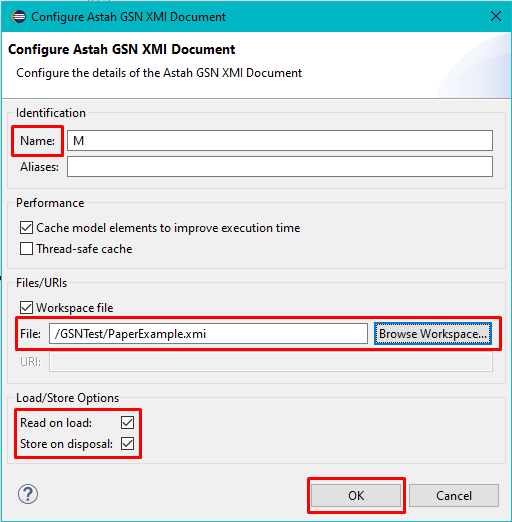 Configure Astah GSN XMI Document
Configure Astah GSN XMI Document
Configure the details of the Astah GSN XMI Document
Identification
Name: M
Aliases:
Performance
Cache model elements to improve execution time
Thread-safe cache
Files/URIs
Workspace file
File: /GSNTest/PaperExample.xmi Browse Workspace...
URI:
Load/Store Options
Read on load:
Store on disposal:
? OK Cancel